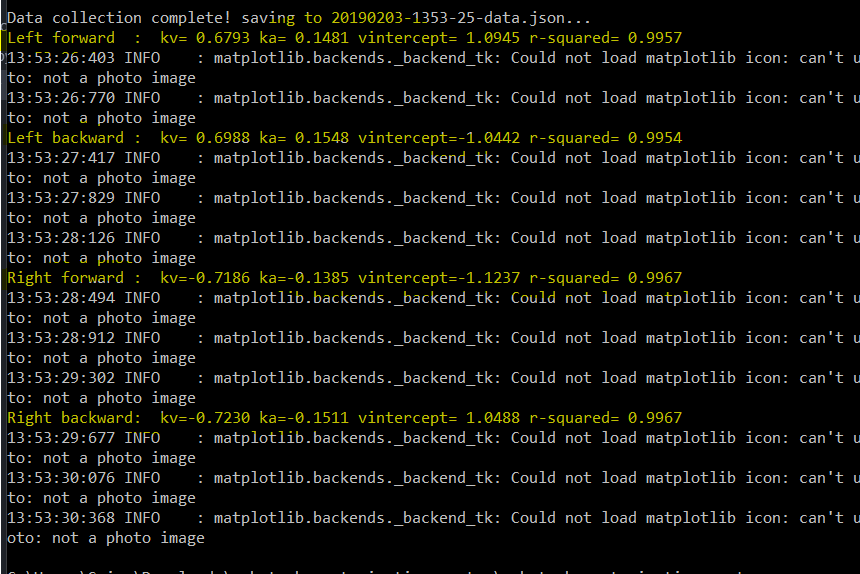 Data collection complete! saving to 20190203-1353-25-data.json...
Left forward  :  kv= 0.6793 ka= 0.1481 vintercept= 1.0945 r-squared= 0.9957
13:53:26:403 INFO    : matplotlib.backends._backend_tk: Could not load matplotlib icon: can't u
to: not a photo image
13:53:26:770 INFO    : matplotlib.backends._backend_tk: Could not load matplotlib icon: can't u
to: not a photo image
Left backward :  kv= 0.6988 ka= 0.1548 vintercept=-1.0442 r-squared= 0.9954
13:53:27:417 INFO    : matplotlib.backends._backend_tk: Could not load matplotlib icon: can't u
to: not a photo image
13:53:27:829 INFO    : matplotlib.backends._backend_tk: Could not load matplotlib icon: can't u
to: not a photo image
13:53:28:126 INFO    : matplotlib.backends._backend_tk: Could not load matplotlib icon: can't u
to: not a photo image
Right forward :  kv=-0.7186 ka=-0.1385 vintercept=-1.1237 r-squared= 0.9967
13:53:28:494 INFO    : matplotlib.backends._backend_tk: Could not load matplotlib icon: can't u
to: not a photo image
13:53:28:912 INFO    : matplotlib.backends._backend_tk: Could not load matplotlib icon: can't u
to: not a photo image
13:53:29:302 INFO    : matplotlib.backends._backend_tk: Could not load matplotlib icon: can't u
to: not a photo image
Right backward:  kv=-0.7230 ka=-0.1511 vintercept= 1.0488 r-squared= 0.9967
13:53:29:677 INFO    : matplotlib.backends._backend_tk: Could not load matplotlib icon: can't u
to: not a photo image
13:53:30:076 INFO    : matplotlib.backends._backend_tk: Could not load matplotlib icon: can't u
to: not a photo image
13:53:30:368 INFO    : matplotlib.backends._backend_tk: Could not load matplotlib icon: can't u
oto: not a photo image